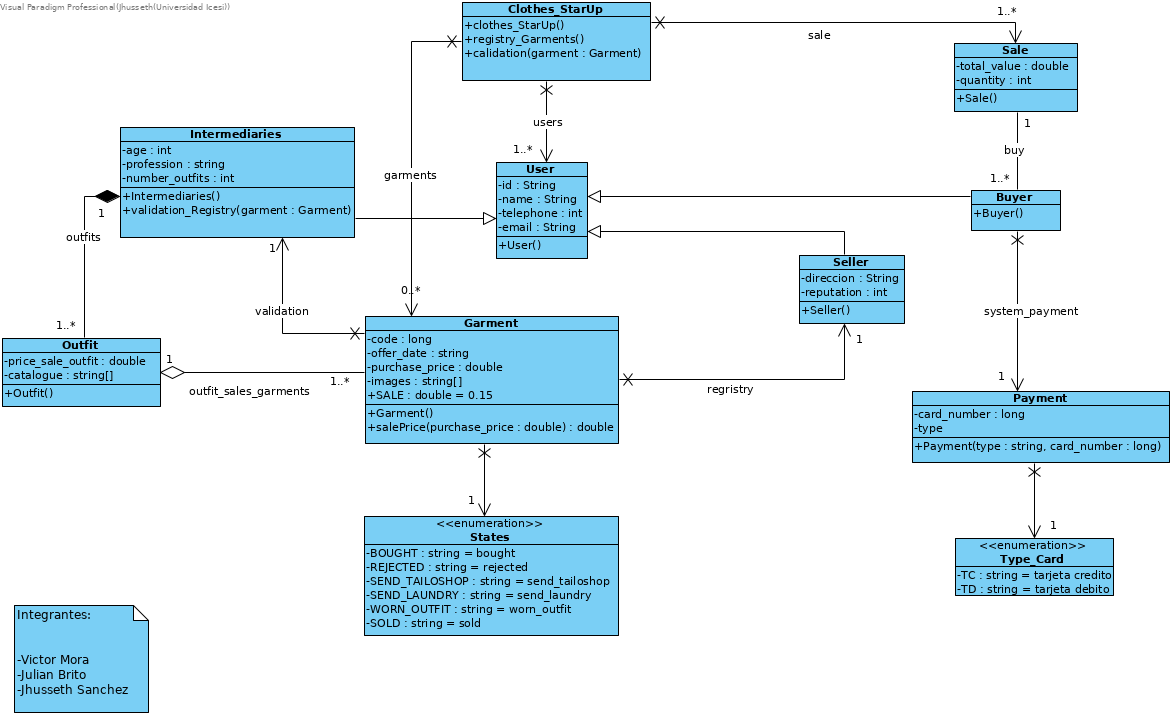 Visual Paradigm Professional(Jhusseth(Universidad Icesi))
Clothes_StarUp
+clothes_StarUp()
+registry_Garments()
+calidation(garment : Garment)
1..*
sale
Sale
-total_value : double
-quantity : int
+Sale()
1
buy
1..*
users
1..*
garments
0..*
Intermediaries
-age : int
-profession : string
-number_outfits : int
+Intermediaries()
+validation_Registry(garment : Garment)
1
outfits
1..*
User
-id : String
-name : String
-telephone : int
-email : String
+User()
Buyer
+Buyer()
Seller
-direccion : String
-reputation : int
+Seller()
1
validation
1
system_payment
1
Outfit
-price_sale_outfit : double
-catalogue : string[]
+Outfit()
1
outfit_sales_garments
1..*
Garment
-code : long
-offer_date : string
-purchase_price : double
-images : string[]
+SALE : double = 0.15
+Garment()
+salePrice(purchase_price : double) : double
regristry
Payment
-card_number : long
-type
+Payment(type : string, card_number : long)
1
1
<<enumeration>>
States
-BOUGHT : string = bought
-REJECTED : string = rejected
-SEND_TAILOSHOP : string = send_tailoshop
-SEND_LAUNDRY : string = send_laundry
-WORN_OUTFIT : string = worn_outfit
-SOLD : string = sold
<<enumeration>>
Type_Card
-TC : string = tarjeta credito
-TD : string = tarjeta debito
Integrantes:
-Victor Mora
-Julian Brito
-Jhusseth Sanchez